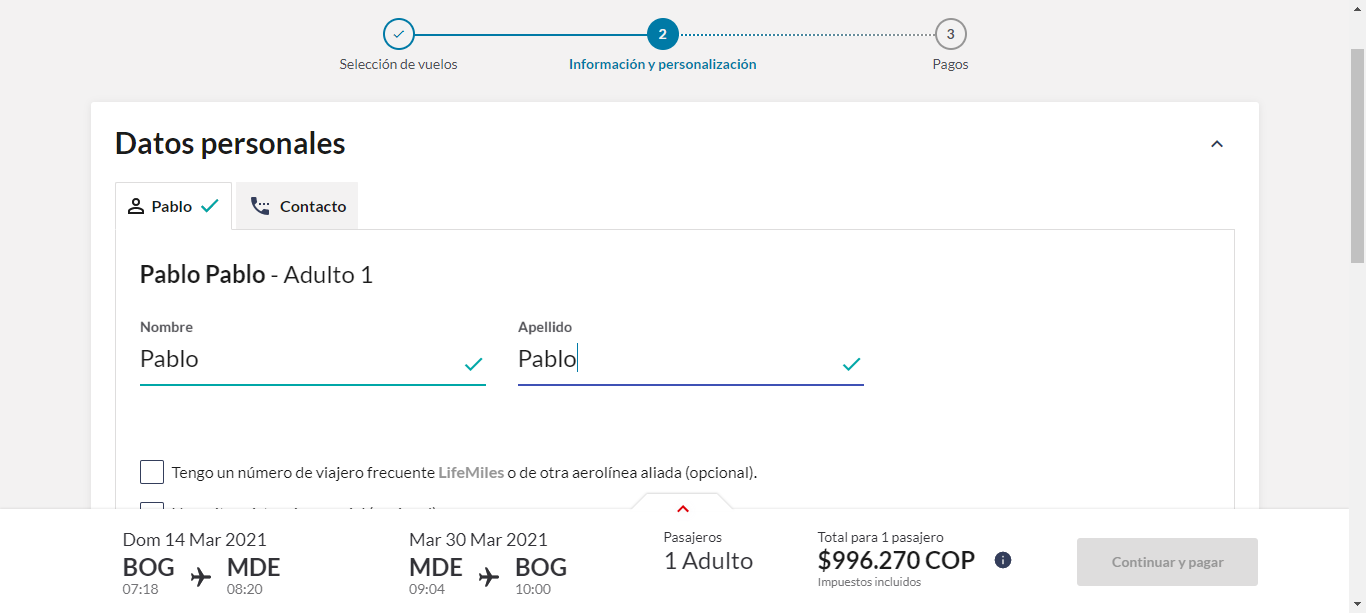 2
3
Selección de vuelos
Información y personalización
Pagos
Datos personales
Pablo
Contacto
Pablo Pablo - Adulto 1
Nombre
Apellido
Pablo
Pablo
Tengo un número de viajero frecuente LifeMiles o de otra aerolínea aliada (opcional).
Dom 14 Mar 2021
BOG MDE
07:18 08:20
Mar 30 Mar 2021
MDE BOG
09:04 10:00
Pasajeros
1 Adulto
Total para 1 pasajero
$996.270 COP
Impuestos incluidos
Continuar y pagar